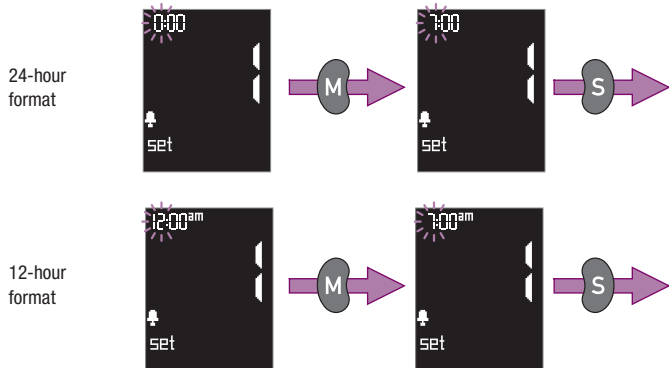 0:00
7:00
1
1
24-hour
format
M
S
set
set
12:00am
7:00am
1
1
12-hour
format
M
S
set
set